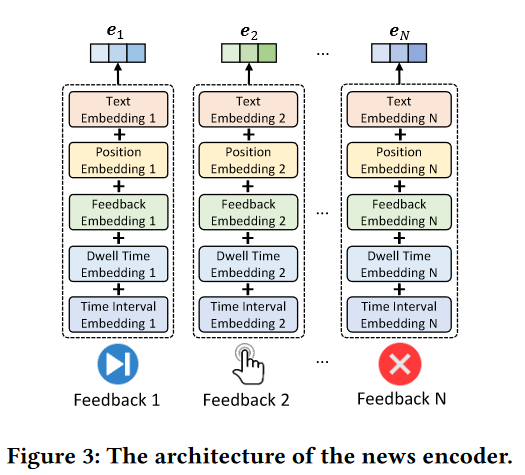 e1 e2 ... eN
Text Embedding 1
Text Embedding 2
Text Embedding N
+ + +
Position Embedding 1
Position Embedding 2
Position Embedding N
+ + +
Feedback Embedding 1
Feedback Embedding 2
...
Feedback Embedding N
+ + +
Dwell Time Embedding 1
Dwell Time Embedding 2
Dwell Time Embedding N
+ + +
Time Interval Embedding 1
Time Interval Embedding 2
Time Interval Embedding N
...
Feedback 1 Feedback 2 Feedback N
Figure 3: The architecture of the news encoder.